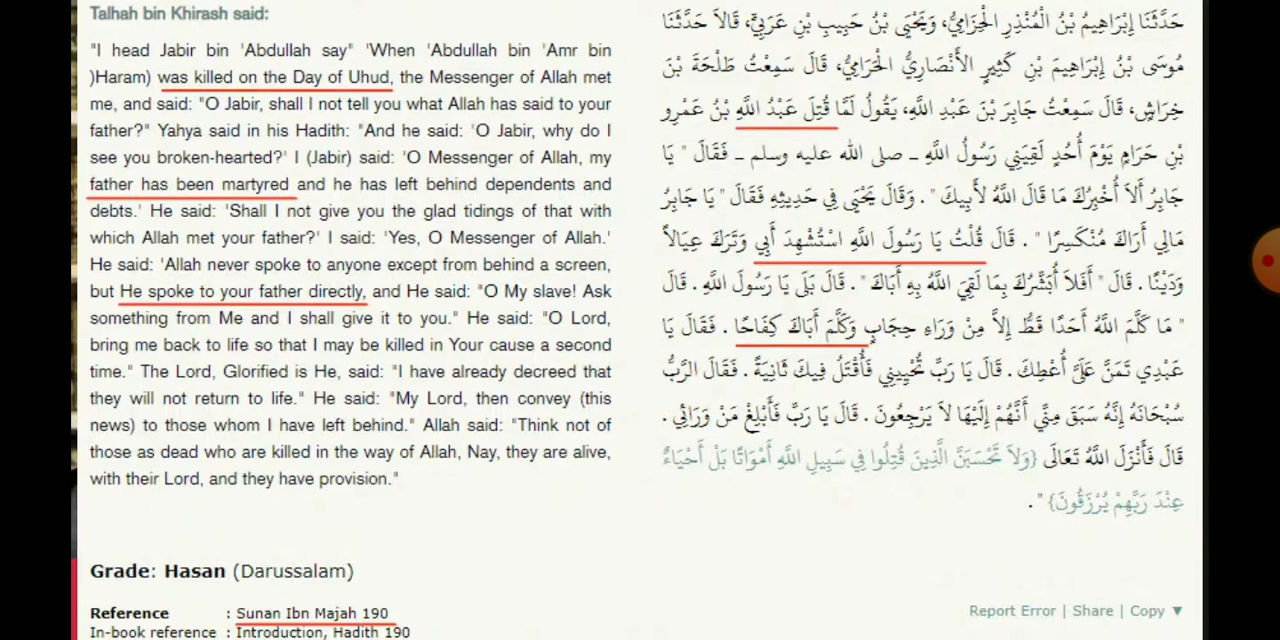 Talhah bin Khirash said:
"I head Jabir bin 'Abdullah say" 'When 'Abdullah bin 'Amr bin
)Haram) was killed on the Day of Uhud, the Messenger of Allah met
me, and said: "O Jabir, shall I not tell you what Allah has said to your
father?" Yahya said in his Hadith: "And he said: 'O Jabir, why do I
see you broken-hearted?' I (Jabir) said: 'O Messenger of Allah, my
father has been martyred and he has left behind dependents and
debts.' He said: 'Shall I not give you the glad tidings of that with
which Allah met your father?' I said: 'Yes, O Messenger of Allah.'
He said: 'Allah never spoke to anyone except from behind a screen,
but He spoke to your father directly, and He said: "O My slave! Ask
something from Me and I shall give it to you." He said: "O Lord,
bring me back to life so that I may be killed in Your cause a second
time." The Lord, Glorified is He, said: "I have already decreed that
they will not return to life." He said: "My Lord, then convey (this
news) to those whom I have left behind." Allah said: "Think not of
those as dead who are killed in the way of Allah, Nay, they are alive,
with their Lord, and they have provision."
حَدَّثَنَا إِبْرَاهِيمُ بْنُ الْمُنْذِرِ الْحِزَامِيُّ، وَيَحْيَى بْنُ حَبِيبِ بْنِ عَرَبِيٍّ، قَالاَ حَدَّثَنَا
مُوسَى بْنُ إِبْرَاهِيمَ بْنِ كَثِيرٍ الأَنْصَارِيُّ الْحَرَامِيُّ، قَالَ سَمِعْتُ طَلْحَةَ بْنَ
خِرَاشٍ، قَالَ سَمِعْتُ جَابِرَ بْنَ عَبْدِ اللَّهِ، يَقُولُ لَمَّا قُتِلَ عَبْدُ اللَّهِ بْنُ عَمْرِو
بْنِ حَرَامٍ يَوْمَ أُحُدٍ لَقِيَنِي رَسُولُ اللَّهِ ـ صلى الله عليه وسلم ـ فَقَالَ " يَا
جَابِرُ أَلاَ أُخْبِرُكَ مَا قَالَ اللَّهُ لأَبِيكَ " . وَقَالَ يَحْيَى فِي حَدِيثِهِ فَقَالَ " يَا جَابِرُ
مَالِي أَرَاكَ مُنْكَسِرًا " . قَالَ قُلْتُ يَا رَسُولَ اللَّهِ اسْتُشْهِدَ أَبِي وَتَرَكَ عِيَالاً
وَدَيْنًا . قَالَ " أَفَلاَ أُبَشِّرُكَ بِمَا لَقِيَ اللَّهُ بِهِ أَبَاكَ " . قَالَ بَلَى يَا رَسُولَ اللَّهِ . قَالَ
" مَا كَلَّمَ اللَّهُ أَحَدًا قَطُّ إِلاَّ مِنْ وَرَاءِ حِجَابٍ وَكَلَّمَ أَبَاكَ كِفَاحًا . فَقَالَ يَا
عَبْدِي تَمَنَّ عَلَىَّ أُعْطِكَ . قَالَ يَا رَبِّ تُحْيِينِي فَأُقْتَلُ فِيكَ ثَانِيَةً . فَقَالَ الرَّبُّ
سُبْحَانَهُ إِنَّهُ سَبَقَ مِنِّي أَنَّهُمْ إِلَيْهَا لاَ يَرْجِعُونَ . قَالَ يَا رَبِّ فَأَبْلِغْ مَنْ وَرَائِي .
قَالَ فَأَنْزَلَ اللَّهُ تَعَالَى {وَلاَ تَحْسَبَنَّ الَّذِينَ قُتِلُوا فِي سَبِيلِ اللَّهِ أَمْوَاتًا بَلْ أَحْيَاءٌ
عِنْدَ رَبِّهِمْ يُرْزَقُونَ} " .
Grade: Hasan (Darussalam)
Reference : Sunan Ibn Majah 190
In-book reference : Introduction, Hadith 190
Report Error | Share | Copy ▼